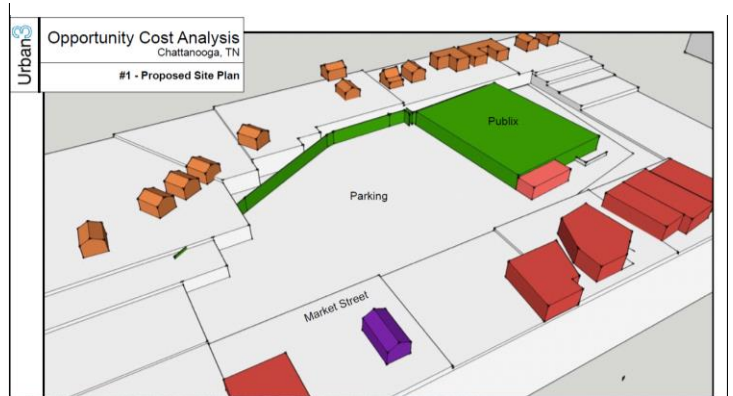 Urban3
Opportunity Cost Analysis
Chattanooga, TN
#1 - Proposed Site Plan
Publix
Parking
Market Street